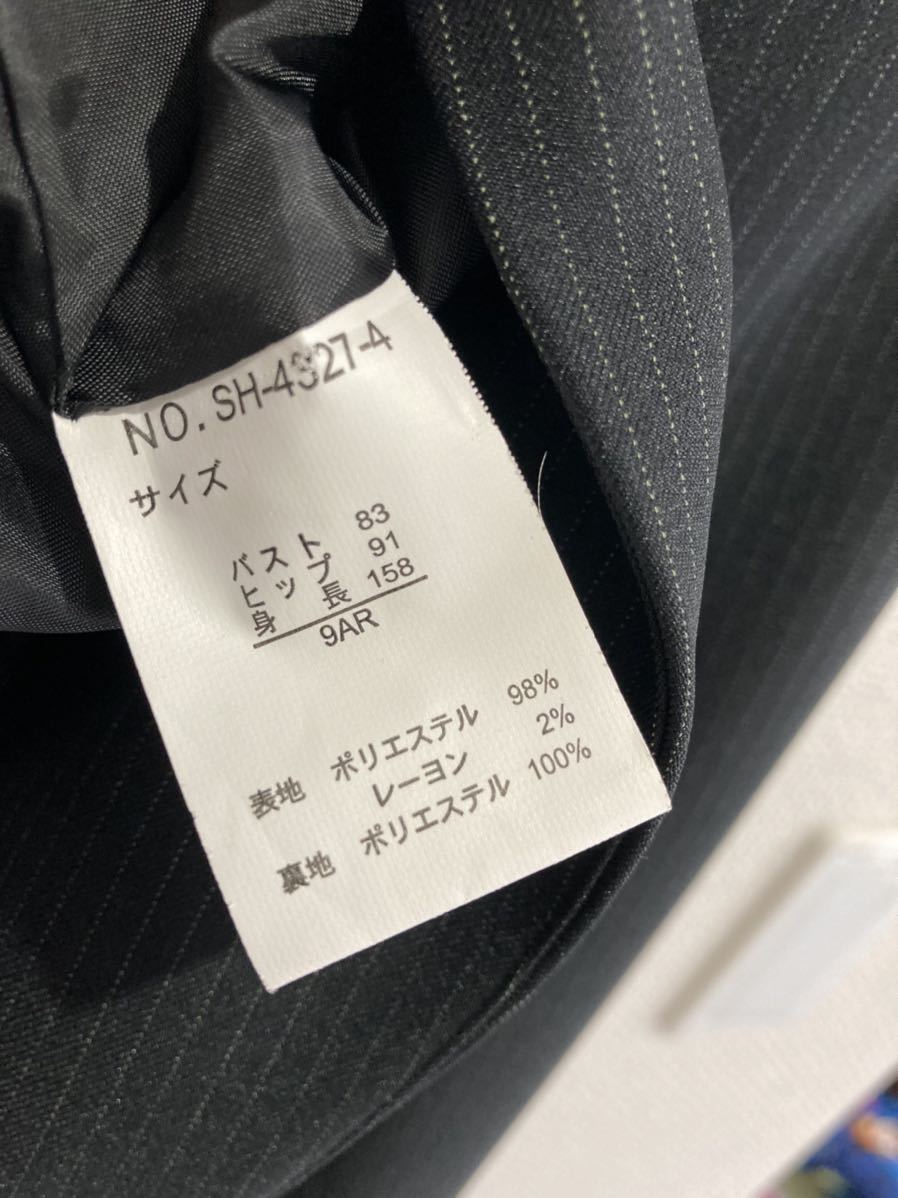 NO.SH-4327-4
サイズ
バスト 83
ヒップ 91
身 長 158
9AR
表地 ポリエステル 98%
レーヨン 2%
裏地 ポリエステル 100%